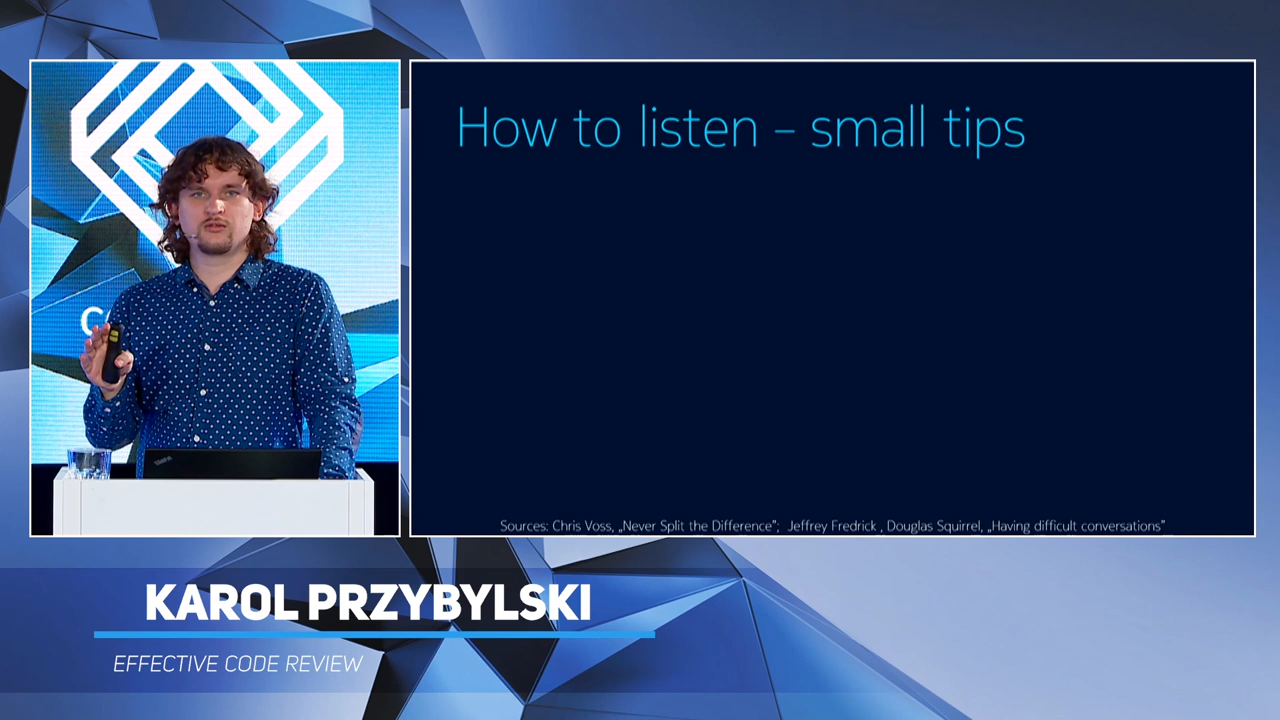 How to listen – small tips
Sources: Chris Voss, „Never Split the Difference”; Jeffrey Fredrick , Douglas Squirrel, „Having difficult conversations”
KAROL PRZYBYLSKI
EFFECTIVE CODE REVIEW